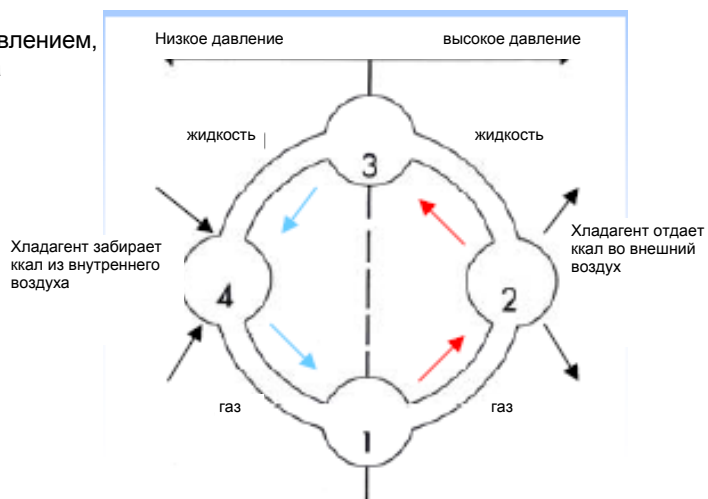 влением,
Низкое давление
высокое давление
жидкость
жидкость
3
Хладагент забирает
ккал из внутреннего
воздуха
Хладагент отдает
ккал во внешний
воздух
4
2
газ
газ
1